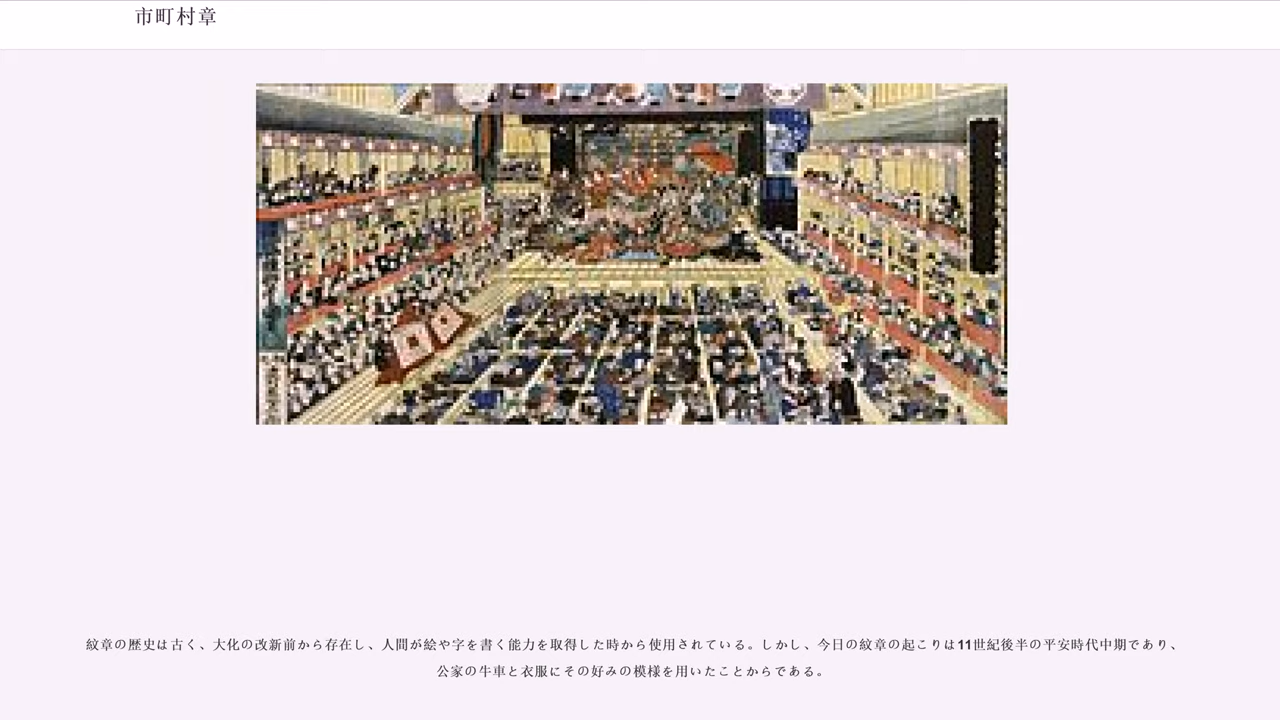 市町村章
紋章の歴史は古く、大化の改新前から存在し、人間が絵や字を書く能力を取得した時から使用されている。しかし、今日の紋章の起こりは11世紀後半の平安時代中期であり、
公家の牛車と衣服にその好みの模様を用いたことからである。